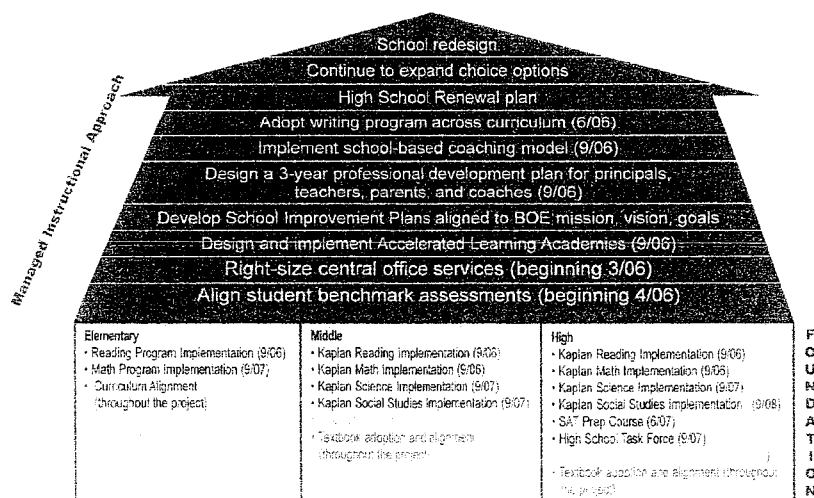 School redesign
Continue to expand choice options
High School Renewal plan
Adopt writing program across curriculum (6/06)
Implement school-based coaching model (9/06)
Design a 3-year professional development plan for principals,
teachers, parents, and coaches (9/06)
Develop School Improvement Plans aligned to BOE mission, vision, goals
Design and implement Accelerated Learning Academies (9/06)
Right-size central office services (beginning 3/06)
Align student benchmark assessments (beginning 4/06)
Managed Instructional Approach
Elementary
• Reading Program Implementation (9/06)
• Math Program Implementation (9/07)
• Curriculum Alignment
(throughout the project)
Middle
• Kaplan Reading Implementation (9/06)
• Kaplan Math Implementation (9/06)
• Kaplan Science Implementation (9/07)
• Kaplan Social Studies Implementation (9/07)
• Textbook adoption and alignment
(throughout the project)
High
• Kaplan Reading Implementation (9/06)
• Kaplan Math Implementation (9/06)
• Kaplan Science Implementation (9/07)
• Kaplan Social Studies Implementation (9/08)
• SAT Prep Course (6/07)
• High School Task Force (9/07)
)
• Textbook adoption and alignment (throughout
the project)
FOUNDATION